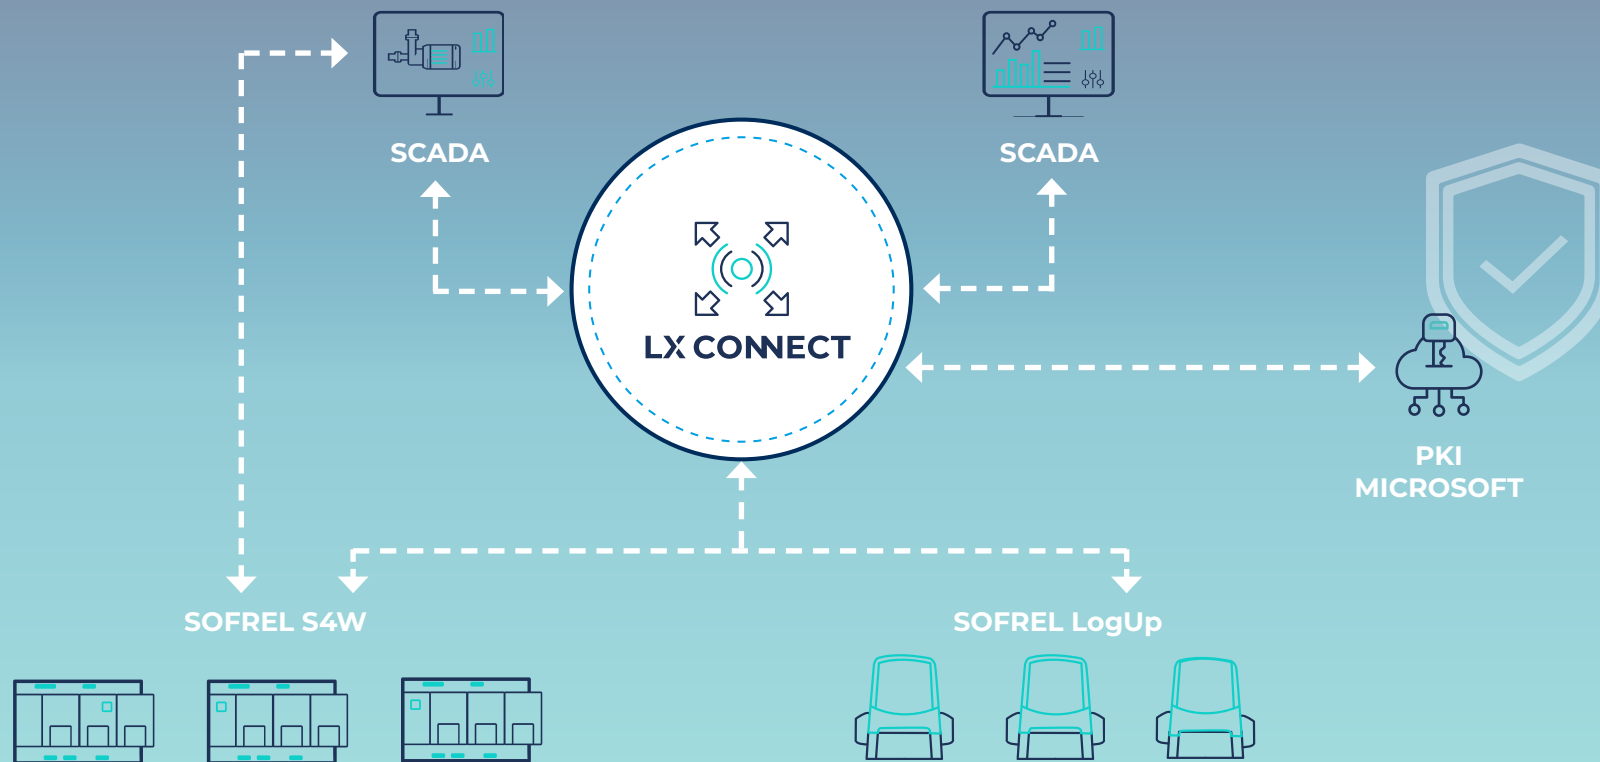 SCADA
SCADA
LX CONNECT
PKI
MICROSOFT
SOFREL S4W
SOFREL LogUp